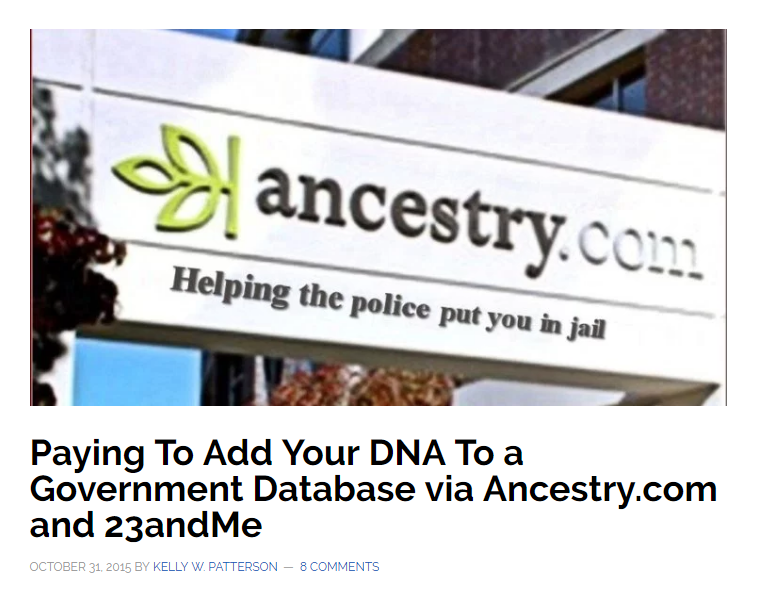 ancestry.com
Helping the police put you in jail
Paying To Add Your DNA To a
Government Database via Ancestry.com
and 23andMe
OCTOBER 31, 2015 BY KELLY W. PATTERSON — 8 COMMENTS